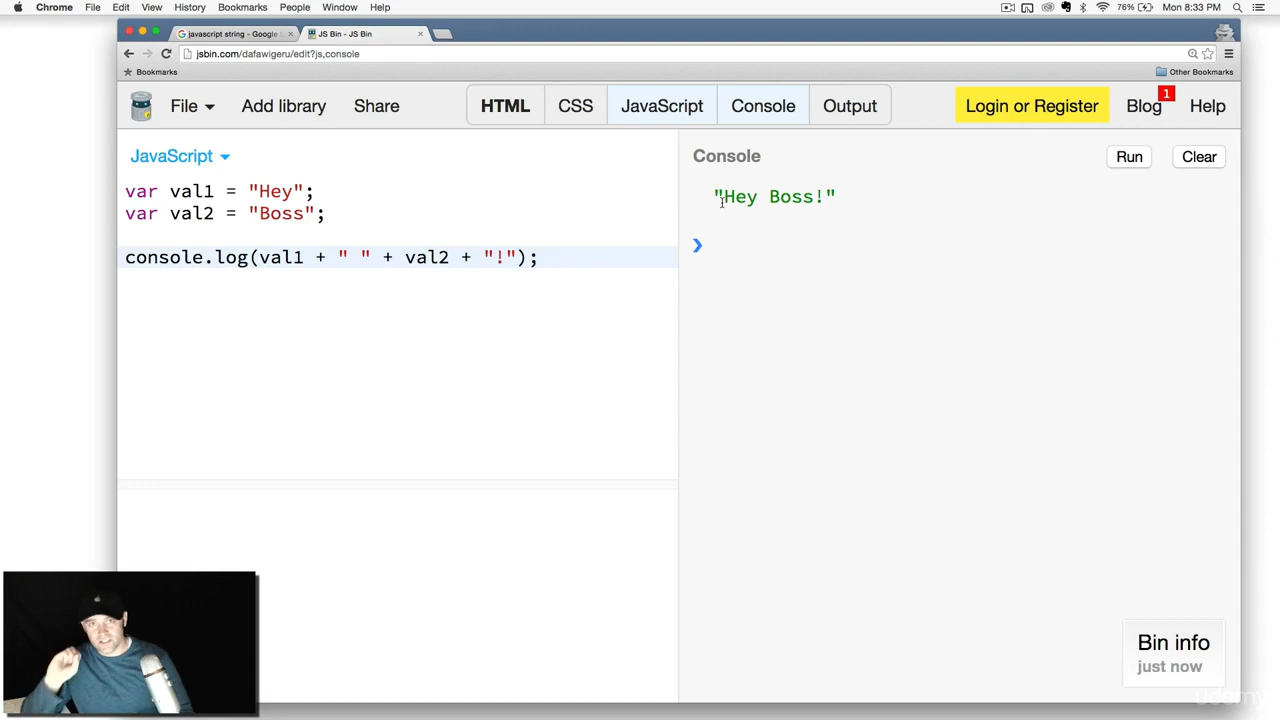 Chrome File Edit View History Bookmarks People Window Help 76% Mon 8:33 PM
javascript string - Google
JS Bin - JS Bin
jsbin.com/dafawigeru/edit?js,console
Bookmarks
Other Bookmarks
File Add library Share HTML CSS JavaScript Console Output Login or Register Blog 1 Help
JavaScript
Console
Run
Clear
var val1 = "Hey";
var val2 = "Boss";
console.log(val1 + " " + val2 + "!");
"Hey Boss!"
Bin info
just now
udemy